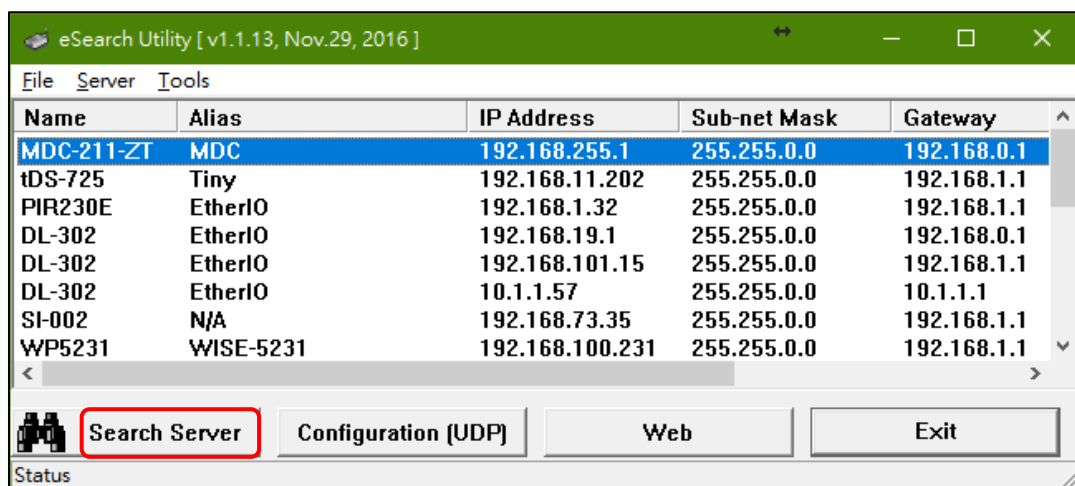 eSearch Utility [ v1.1.13, Nov.29, 2016 ]
File Server Tools
Name Alias IP Address Sub-net Mask Gateway
MDC-211-ZT MDC 192.168.255.1 255.255.0.0 192.168.0.1
tDS-725 Tiny 192.168.11.202 255.255.0.0 192.168.1.1
PIR230E EtherIO 192.168.1.32 255.255.0.0 192.168.1.1
DL-302 EtherIO 192.168.19.1 255.255.0.0 192.168.0.1
DL-302 EtherIO 192.168.101.15 255.255.0.0 192.168.1.1
DL-302 EtherIO 10.1.1.57 255.255.0.0 10.1.1.1
SI-002 N/A 192.168.73.35 255.255.0.0 192.168.1.1
WP5231 WISE-5231 192.168.100.231 255.255.0.0 192.168.1.1
Search Server Configuration (UDP) Web Exit
Status